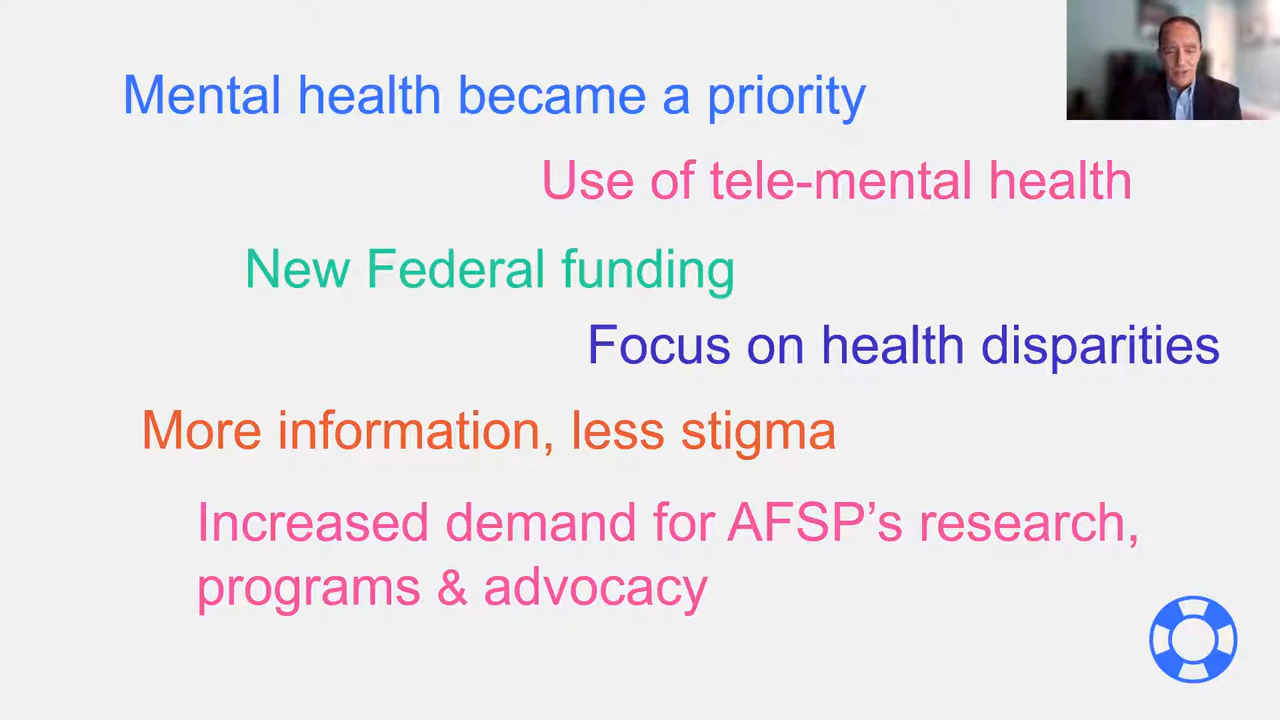 Mental health became a priority
Use of tele-mental health
New Federal funding
Focus on health disparities
More information, less stigma
Increased demand for AFSP’s research,
programs & advocacy